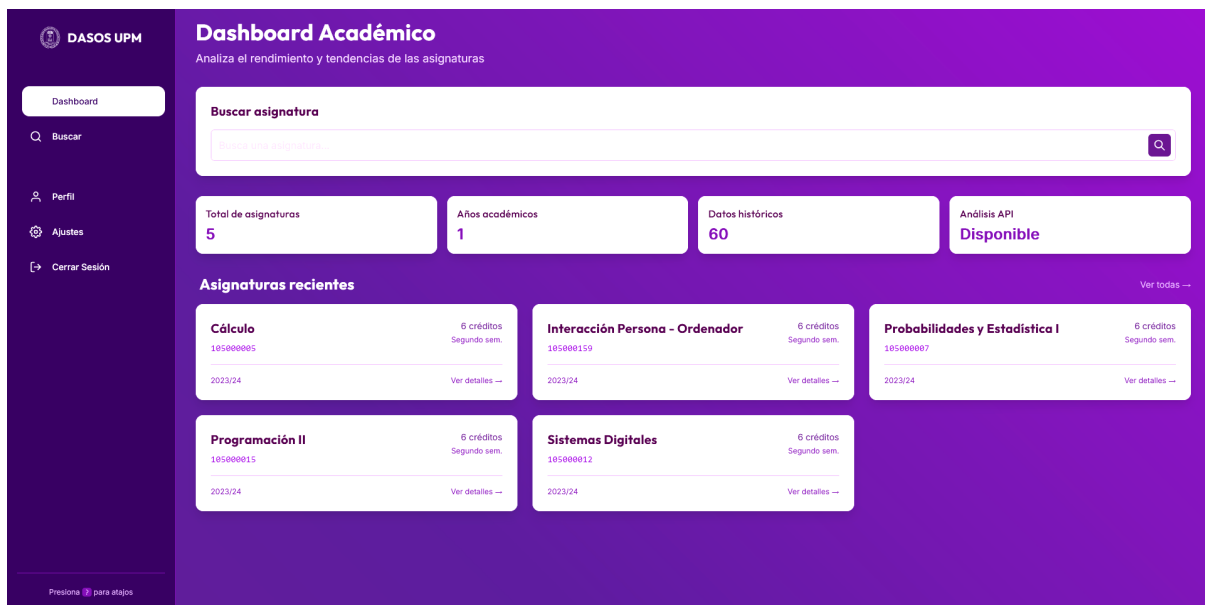 DASOS UPM
Dashboard
Buscar
Perfil
Ajustes
Cerrar Sesión
Presiona ? para atajos
Dashboard Académico
Analiza el rendimiento y tendencias de las asignaturas
Buscar asignatura
Busca una asignatura...
Total de asignaturas
5
Años académicos
1
Datos históricos
60
Análisis API
Disponible
Asignaturas recientes
Ver todas →
Cálculo
6 créditos
105000005
Segundo sem.
2023/24
Ver detalles →
Interacción Persona - Ordenador
6 créditos
105000159
Segundo sem.
2023/24
Ver detalles →
Probabilidades y Estadística I
6 créditos
105000007
Segundo sem.
2023/24
Ver detalles →
Programación II
6 créditos
105000015
Segundo sem.
2023/24
Ver detalles →
Sistemas Digitales
6 créditos
105000012
Segundo sem.
2023/24
Ver detalles →